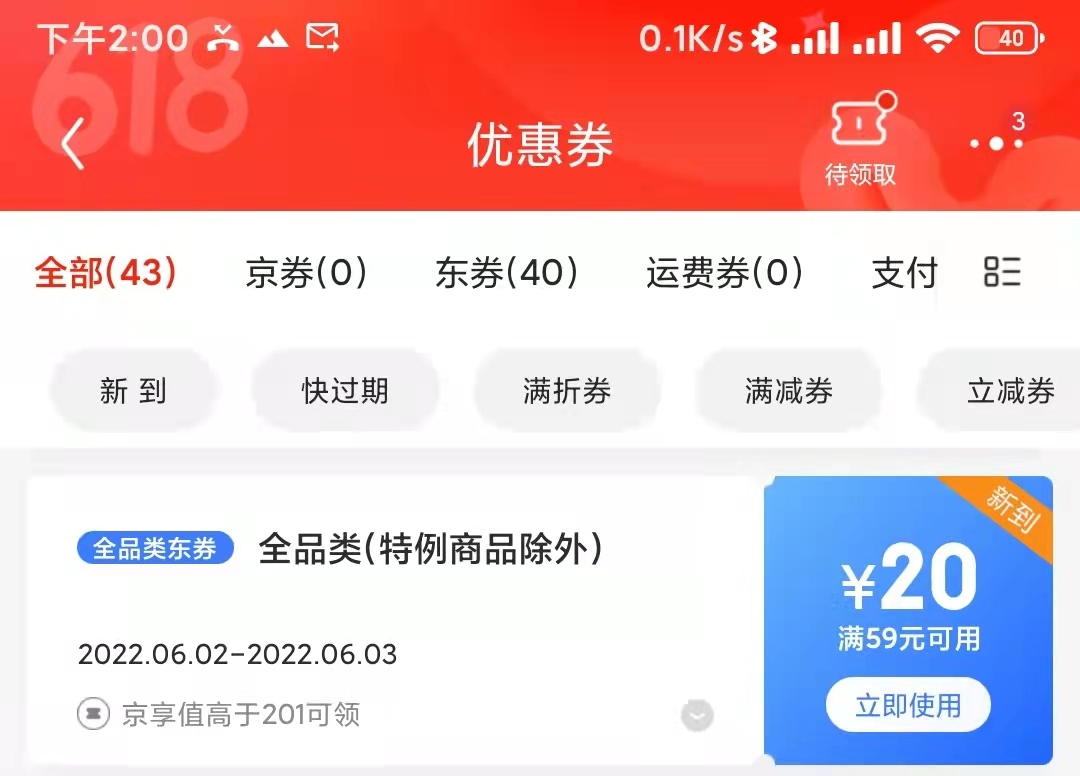 下午2:00 0.1K/s 40
618
优惠券
3
待领取
全部(43) 京券(0) 东券(40) 运费券(0) 支付
新到 快过期 满折券 满减券 立减券
新到
全品类东券 全品类(特例商品除外)
¥20
满59元可用
2022.06.02-2022.06.03
立即使用
京享值高于201可领